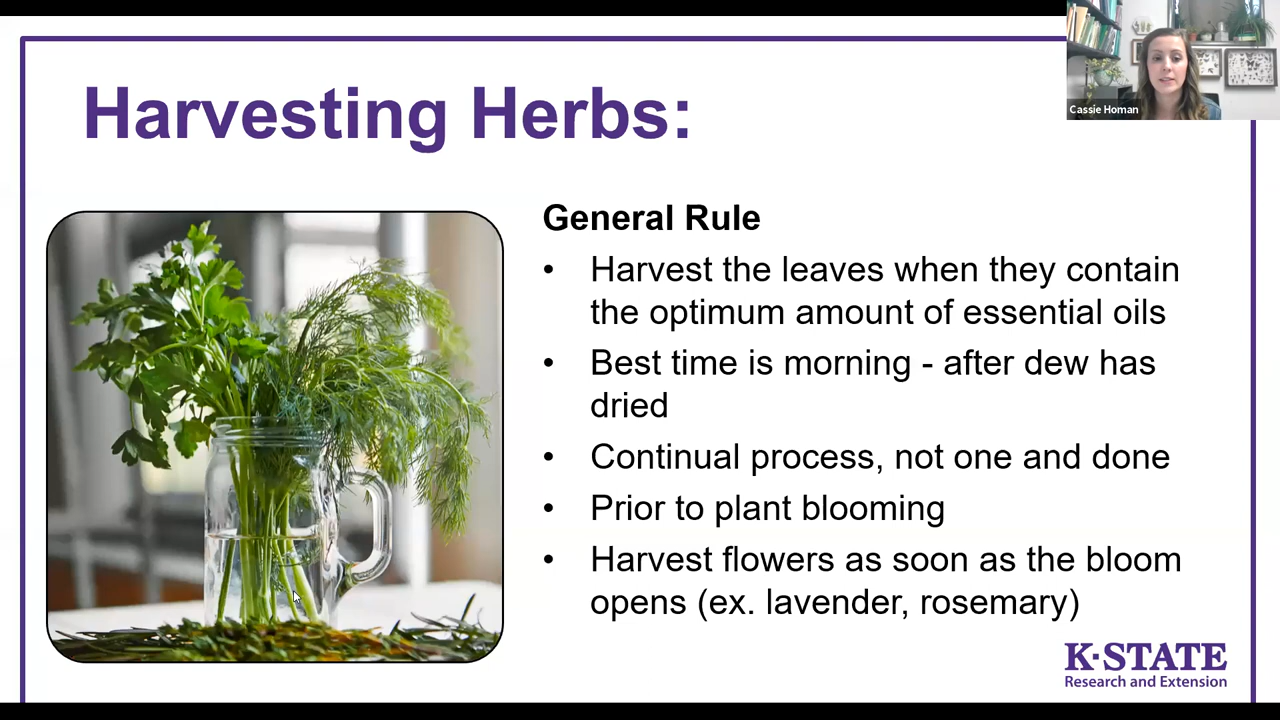 Harvesting Herbs:
Cassie Homan
General Rule
• Harvest the leaves when they contain
the optimum amount of essential oils
• Best time is morning - after dew has
dried
• Continual process, not one and done
• Prior to plant blooming
• Harvest flowers as soon as the bloom
opens (ex. lavender, rosemary)
K-STATE
Research and Extension